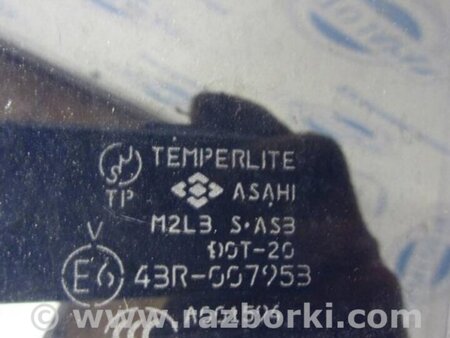 TEMPERLITE
TP
ASAHI
M2L3 S·AS3
V
DOT-20
E6 43R-007953
www.razborki.com